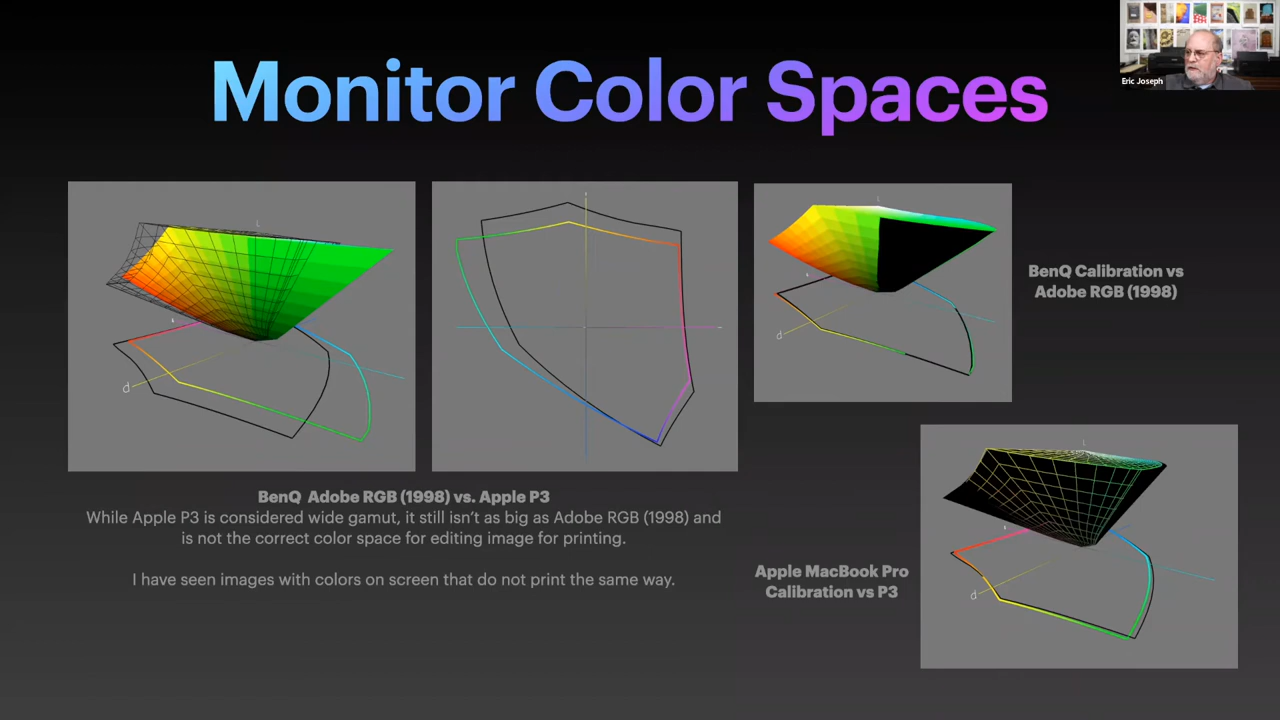 Eric Joseph
Monitor Color Spaces
L
d
BenQ Calibration vs
Adobe RGB (1998)
L
d
BenQ Adobe RGB (1998) vs. Apple P3
While Apple P3 is considered wide gamut, it still isn't as big as Adobe RGB (1998) and
is not the correct color space for editing image for printing.
I have seen images with colors on screen that do not print the same way.
Apple MacBook Pro
Calibration vs P3
L
d